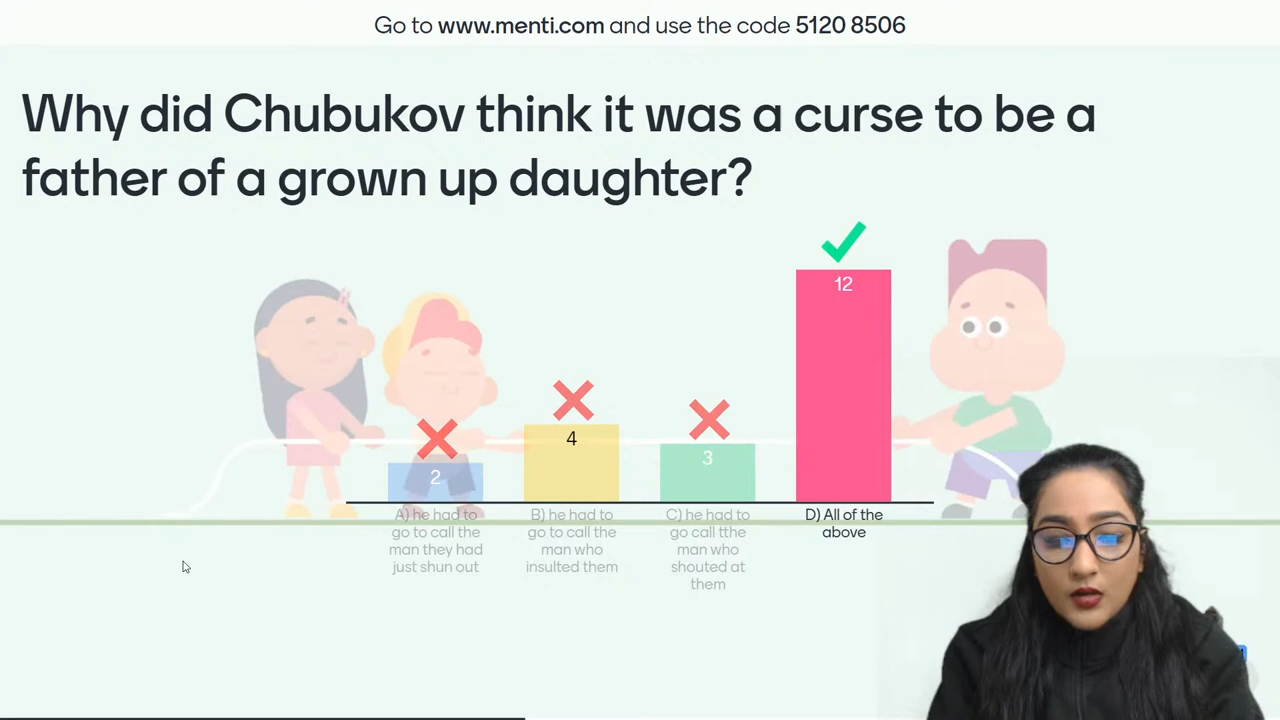 Go to www.menti.com and use the code 5120 8506
Why did Chubukov think it was a curse to be a
father of a grown up daughter?
12
4
3
2
A) he had to
go to call the
man they had
just shun out
B) he had to
go to call the
man who
insulted them
C) he had to
go call tthe
man who
shouted at
them
D) All of the
above